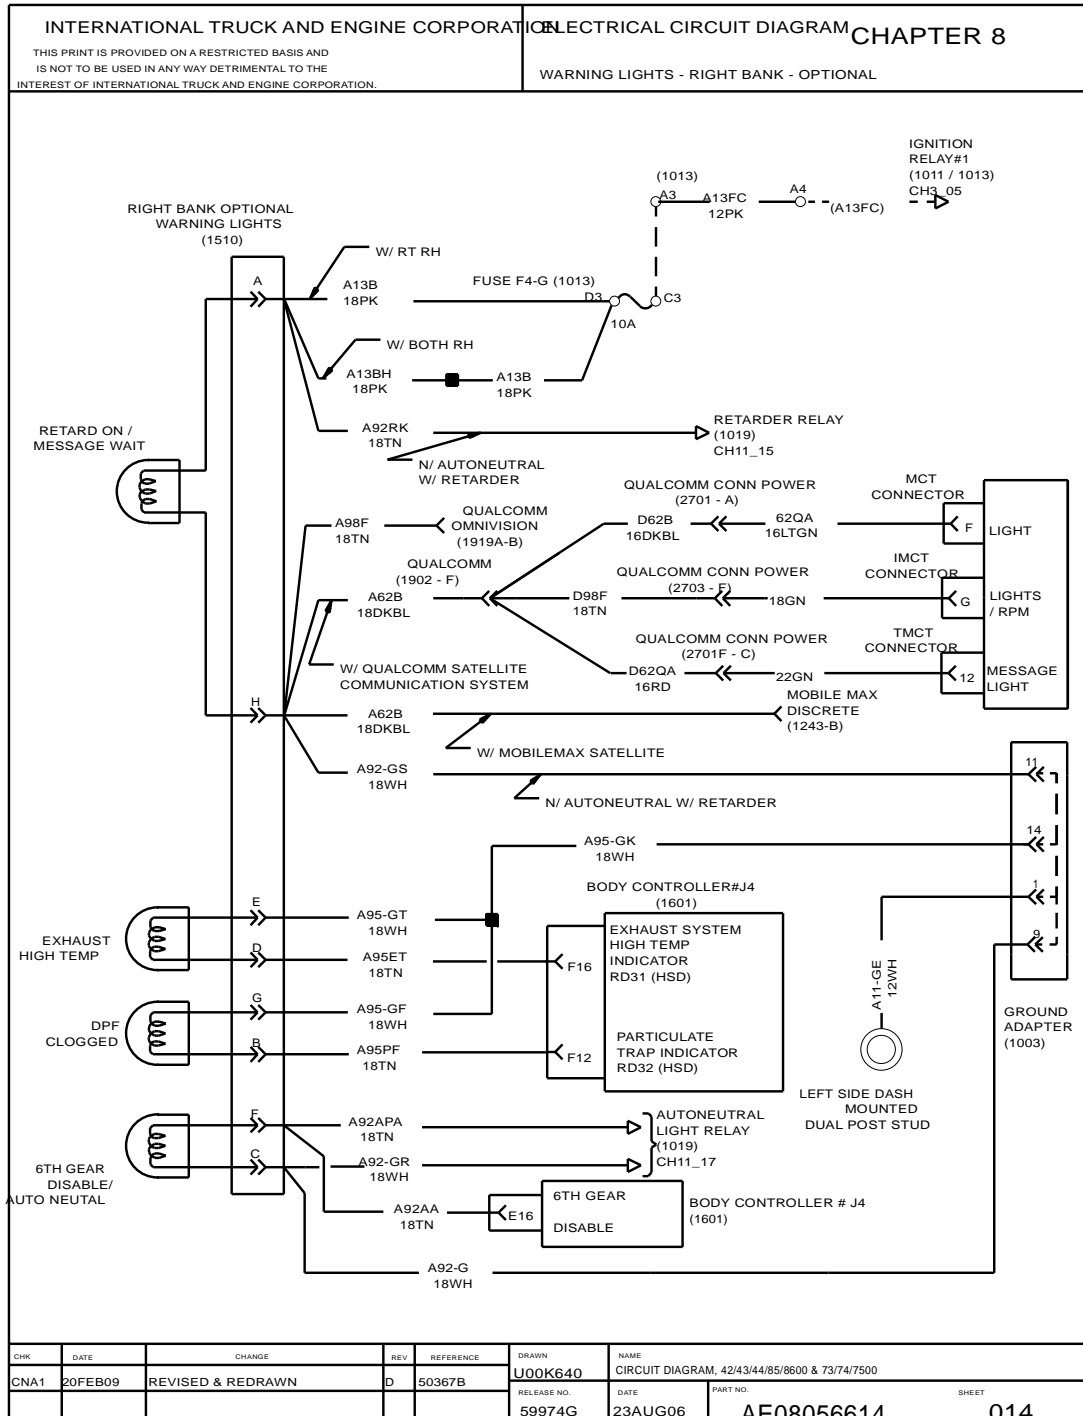 INTERNATIONAL TRUCK AND ENGINE CORPORATION
THIS PRINT IS PROVIDED ON A RESTRICTED BASIS AND
IS NOT TO BE USED IN ANY WAY DETRIMENTAL TO THE
INTEREST OF INTERNATIONAL TRUCK AND ENGINE CORPORATION.
ELECTRICAL CIRCUIT DIAGRAM
CHAPTER 8
WARNING LIGHTS - RIGHT BANK - OPTIONAL
IGNITION
RELAY#1
(1011 / 1013)
CH3_05
(1013)
A3
A13FC
12PK
A4
(A13FC)
RIGHT BANK OPTIONAL
WARNING LIGHTS
(1510)
W/ RT RH
A
A13B
18PK
FUSE F4-G (1013)
D3
C3
10A
W/ BOTH RH
A13BH
18PK
A13B
18PK
A92RK
18TN
RETARDER RELAY
(1019)
CH11_15
N/ AUTONEUTRAL
W/ RETARDER
RETARD ON /
MESSAGE WAIT
A98F
18TN
QUALCOMM
OMNIVISION
(1919A-B)
QUALCOMM CONN POWER
(2701 - A)
D62B
16DKBL
62QA
16LTGN
MCT
CONNECTOR
F
LIGHT
QUALCOMM
(1902 - F)
A62B
18DKBL
QUALCOMM CONN POWER
(2703 - F)
D98F
18TN
18GN
IMCT
CONNECTOR
G
LIGHTS
/ RPM
QUALCOMM CONN POWER
(2701F - C)
D62QA
16RD
22GN
TMCT
CONNECTOR
12
MESSAGE
LIGHT
W/ QUALCOMM SATELLITE
COMMUNICATION SYSTEM
H
A62B
18DKBL
MOBILE MAX
DISCRETE
(1243-B)
W/ MOBILEMAX SATELLITE
A92-GS
18WH
N/ AUTONEUTRAL W/ RETARDER
11
14
1
9
A95-GK
18WH
BODY CONTROLLER#J4
(1601)
E
A95-GT
18WH
EXHAUST
HIGH TEMP
D
A95ET
18TN
F16
EXHAUST SYSTEM
HIGH TEMP
INDICATOR
RD31 (HSD)
A11-GE
12WH
G
A95-GF
18WH
DPF
CLOGGED
B
A95PF
18TN
F12
PARTICULATE
TRAP INDICATOR
RD32 (HSD)
GROUND
ADAPTER
(1003)
LEFT SIDE DASH
MOUNTED
DUAL POST STUD
F
A92APA
18TN
AUTONEUTRAL
LIGHT RELAY
(1019)
CH11_17
C
A92-GR
18WH
6TH GEAR
DISABLE/
AUTO NEUTAL
A92AA
18TN
E16
6TH GEAR
DISABLE
BODY CONTROLLER # J4
(1601)
A92-G
18WH
CHK DATE CHANGE REV REFERENCE DRAWN NAME
CNA1 20FEB09 REVISED & REDRAWN D 50367B U00K640 CIRCUIT DIAGRAM, 42/43/44/85/8600 & 73/74/7500
RELEASE NO. DATE PART NO. SHEET
59974G 23AUG06 AE08056614 014